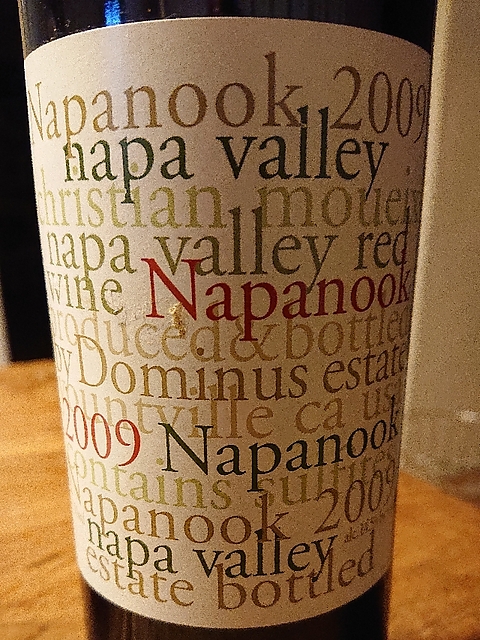 Napanook 2009
napa valley
christian moueix
napa valley red
wine Napanook
produced & bottled
by Dominus estate
yountville ca usa
2009 Napanook
contains sulfites
Napanook 2009
napa valley
estate bottled